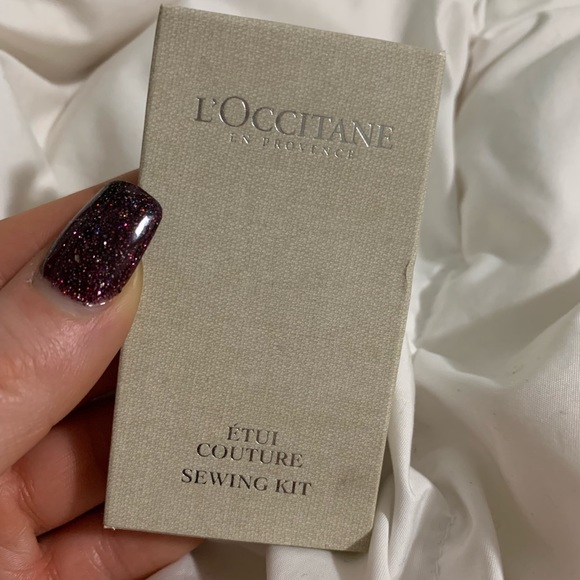 L'OCCITANE
EN PROVENCE
ÉTUI
COUTURE
SEWING KIT